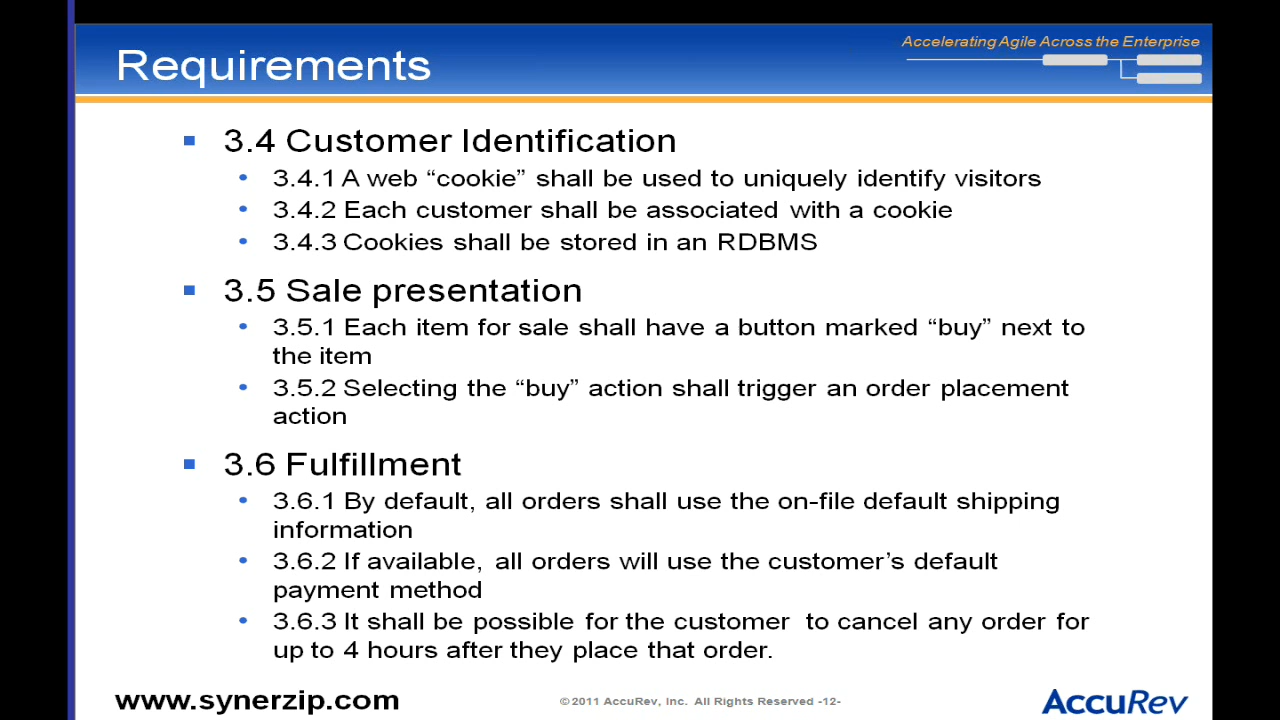 Accelerating Agile Across the Enterprise
Requirements
3.4 Customer Identification
3.4.1 A web “cookie” shall be used to uniquely identify visitors
3.4.2 Each customer shall be associated with a cookie
3.4.3 Cookies shall be stored in an RDBMS
3.5 Sale presentation
3.5.1 Each item for sale shall have a button marked “buy” next to
the item
3.5.2 Selecting the “buy” action shall trigger an order placement
action
3.6 Fulfillment
3.6.1 By default, all orders shall use the on-file default shipping
information
3.6.2 If available, all orders will use the customer’s default
payment method
3.6.3 It shall be possible for the customer to cancel any order for
up to 4 hours after they place that order.
www.synerzip.com
©2011 AccuRev, Inc. All Rights Reserved -12-
AccuRev